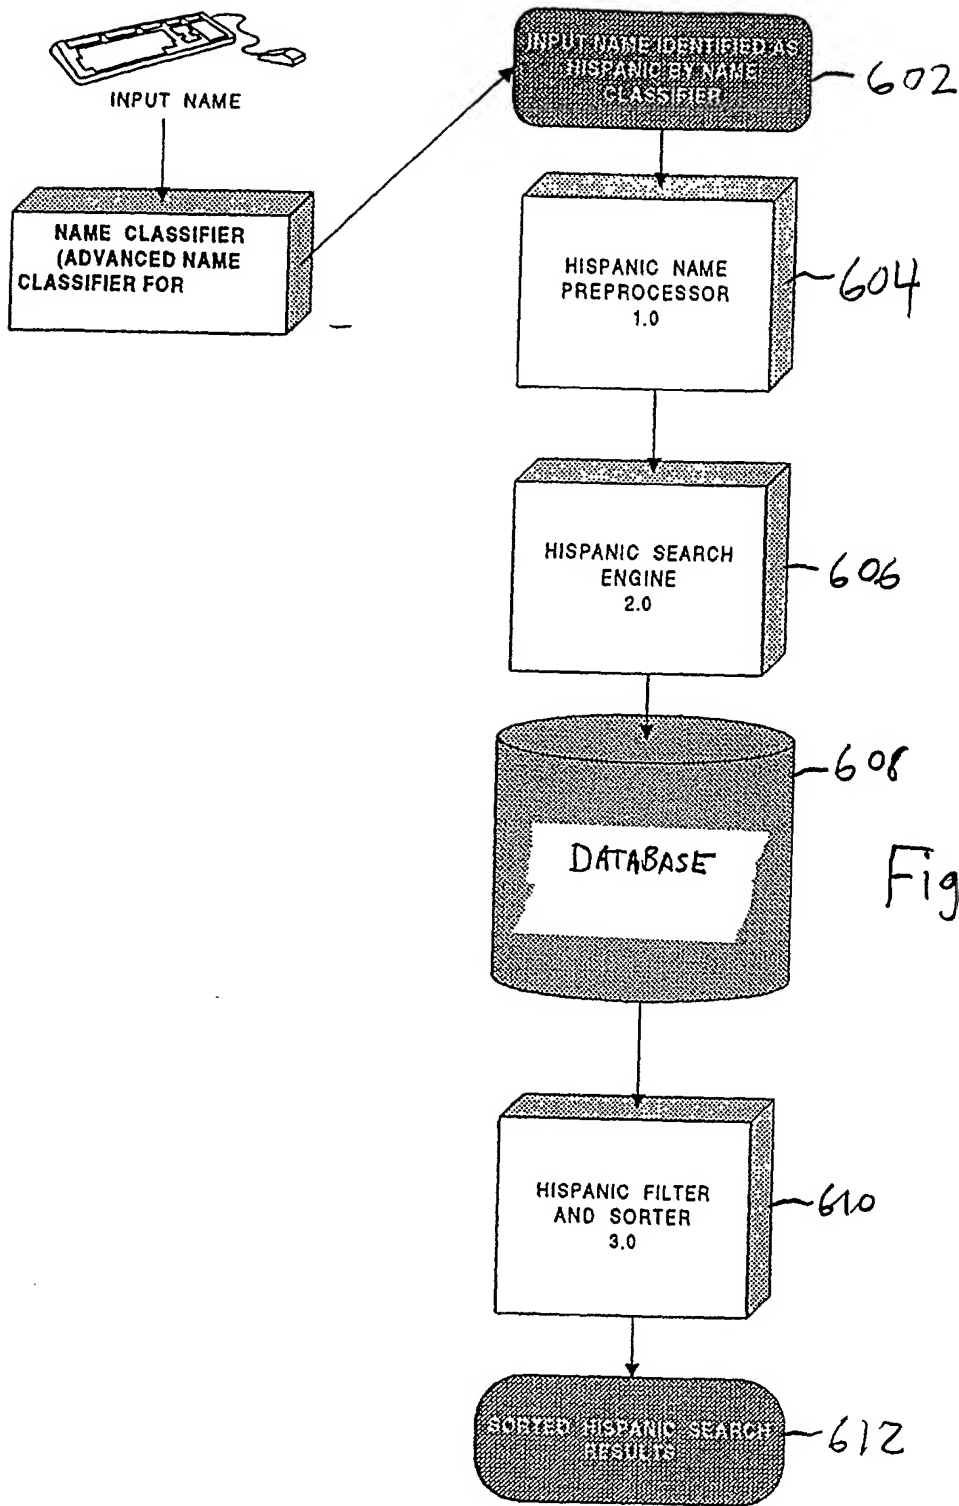 INPUT NAME
NAME CLASSIFIER
(ADVANCED NAME
CLASSIFIER FOR
INPUT NAME IDENTIFIED AS
HISPANIC BY NAME
CLASSIFIER
602
HISPANIC NAME
PREPROCESSOR
1.0
604
HISPANIC SEARCH
ENGINE
2.0
606
608
DATABASE
Fig
HISPANIC FILTER
AND SORTER
3.0
610
SORTED HISPANIC SEARCH
RESULTS
612